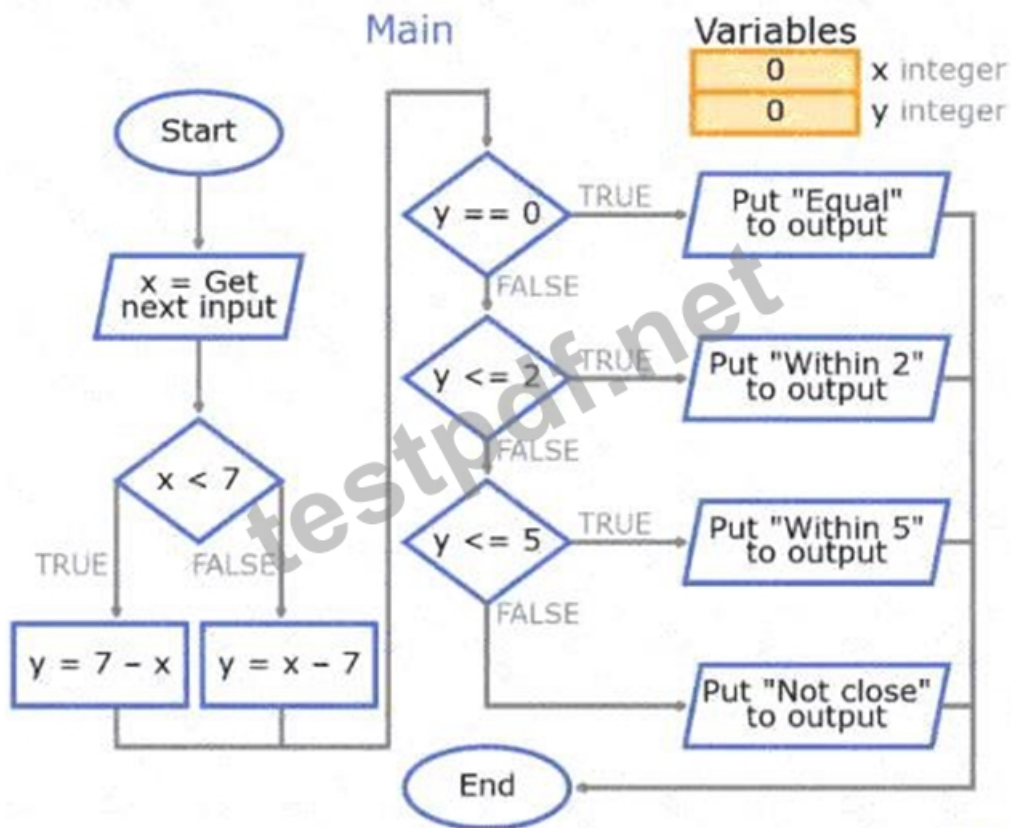 Main
Variables
0 x integer
0 y integer
Start
x = Get
next input
x < 7
TRUE
FALSE
y = 7 – x
y = x – 7
y == 0
TRUE
Put "Equal"
to output
FALSE
y <= 2
TRUE
Put "Within 2"
to output
FALSE
y <= 5
TRUE
Put "Within 5"
to output
FALSE
Put "Not close"
to output
End
testpdf.net